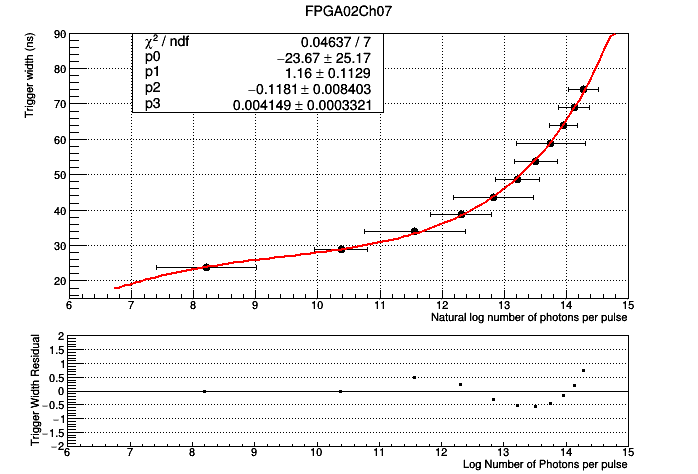 FPGA02Ch07
Trigger width (ns)
90
80
70
60
50
40
30
20
χ² / ndf 0.04637 / 7
p0 −23.67 ± 25.17
p1 1.16 ± 0.1129
p2 −0.1181 ± 0.008403
p3 0.004149 ± 0.0003321
6 7 8 9 10 11 12 13 14 15
Natural log number of photons per pulse
Trigger Width Residual
2
1.5
1
0.5
0
−0.5
−1
−1.5
−2
6 7 8 9 10 11 12 13 14 15
Log Number of Photons per pulse